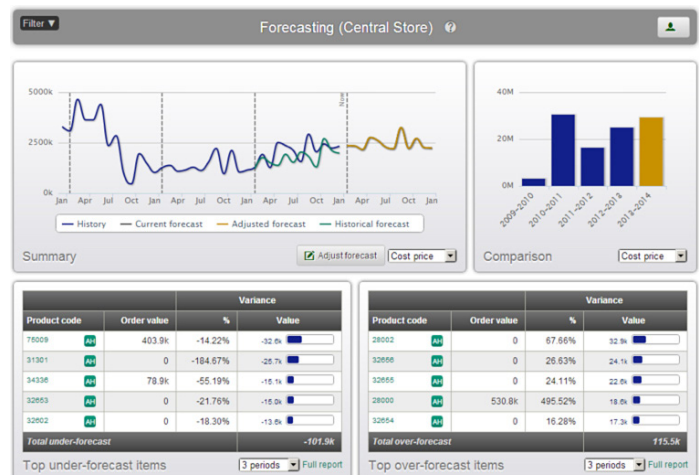 Filter ▼
Forecasting (Central Store) ?
5000k
2500k
0k
Now
Jan Apr Jul Oct Jan Apr Jul Oct Jan Apr Jul Oct Jan Apr Jul Oct Jan
History Current forecast Adjusted forecast Historical forecast
Summary Adjust forecast Cost price
40M
20M
0M
2009-2010 2010-2011 2011-2012 2012-2013 2013-2014
Comparison Cost price
Variance
Product code Order value % Value
76009 AH 403.9k -14.22% -32.6k
31301 AH 0 -184.67% -25.7k
34336 AH 78.9k -55.19% -15.1k
32653 AH 0 -21.76% -15.0k
32602 AH 0 -18.30% -13.6k
Total under-forecast -101.9k
Top under-forecast items 3 periods Full report
Variance
Product code Order value % Value
28002 AH 0 67.66% 32.9k
32656 AH 0 26.63% 24.1k
32655 AH 0 24.11% 22.6k
28000 AH 530.8k 495.52% 18.6k
32654 AH 0 16.28% 17.3k
Total over-forecast 115.5k
Top over-forecast items 3 periods Full report